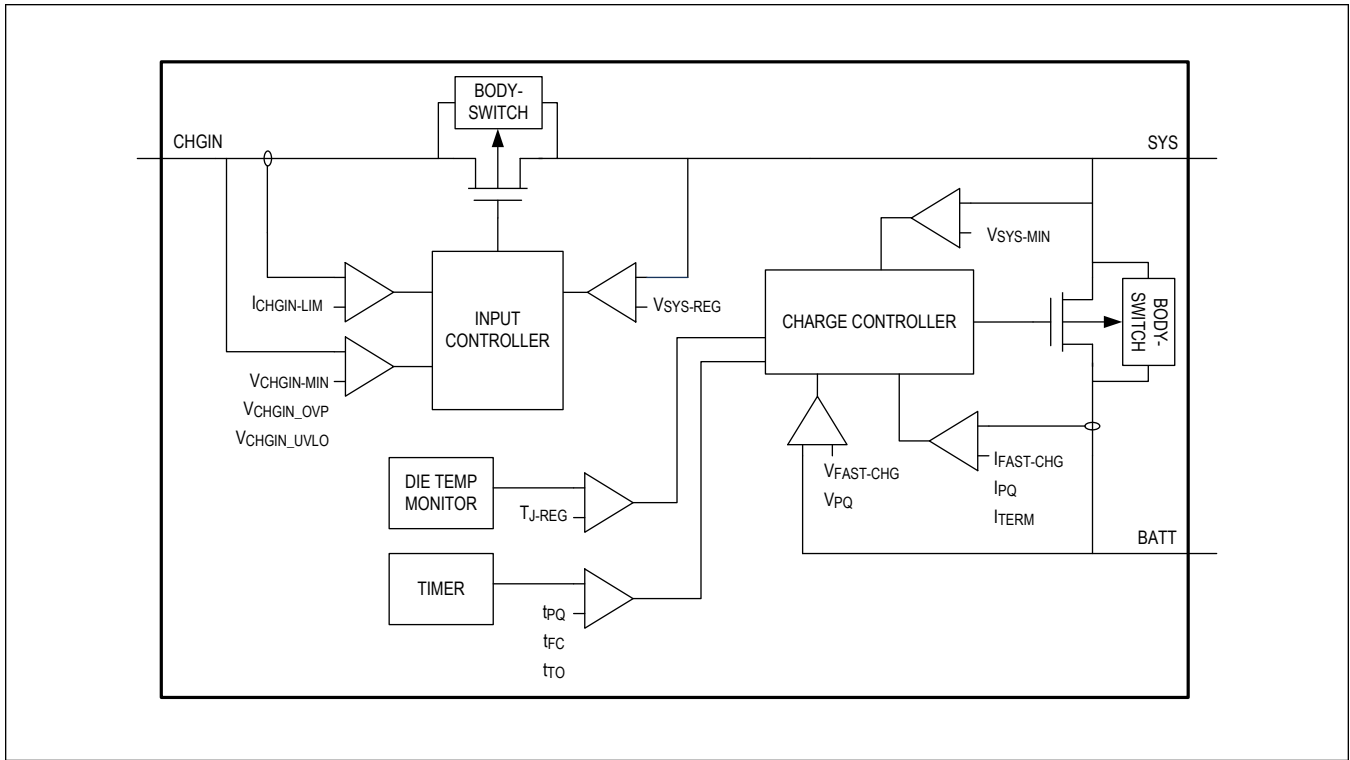 BODY-
SWITCH
CHGIN
SYS
VSYS-MIN
ICHGIN-LIM
INPUT
CONTROLLER
VSYS-REG
CHARGE CONTROLLER
BODY-
SWITCH
VCHGIN-MIN
VCHGIN_OVP
VCHGIN_UVLO
VFAST-CHG
VPQ
IFAST-CHG
IPQ
ITERM
DIE TEMP
MONITOR
TJ-REG
BATT
TIMER
tPQ
tFC
tTO